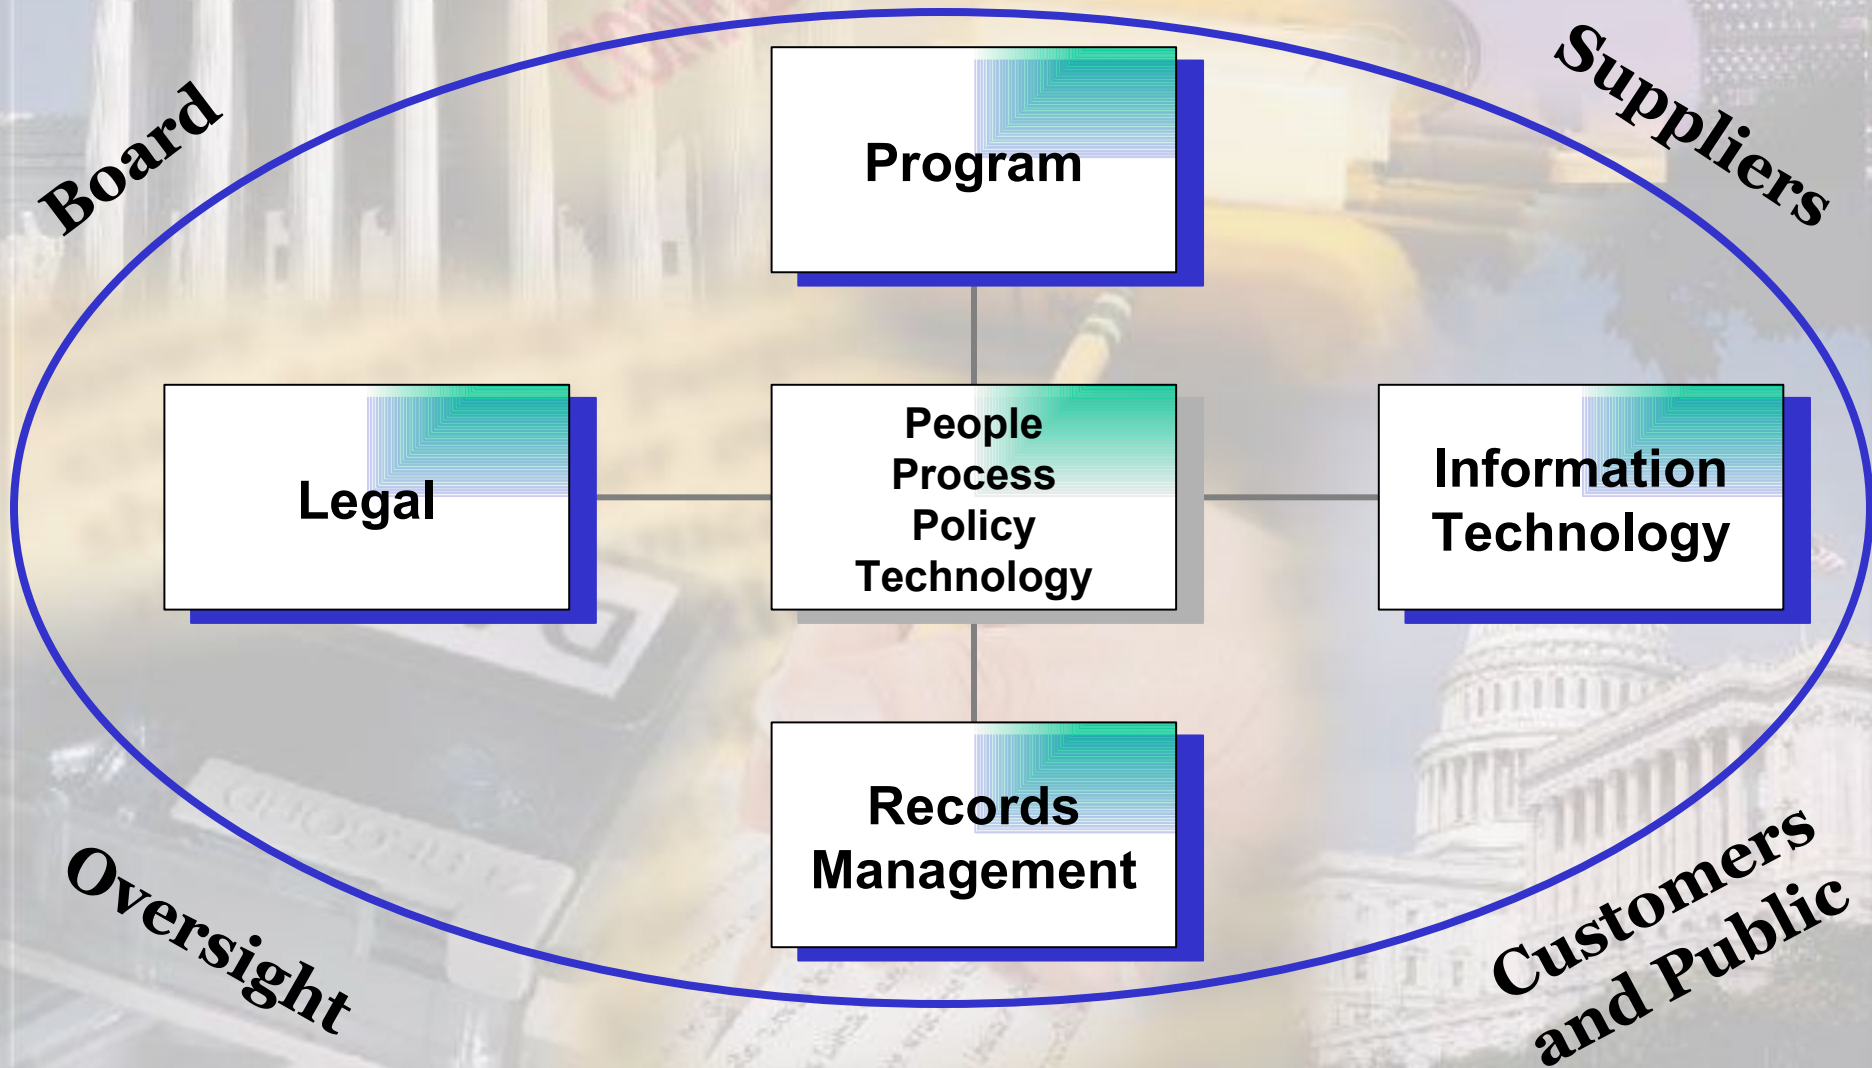 Board
Suppliers
Program
Legal
People
Process
Policy
Technology
Information
Technology
Records
Management
Oversight
Customers
and Public